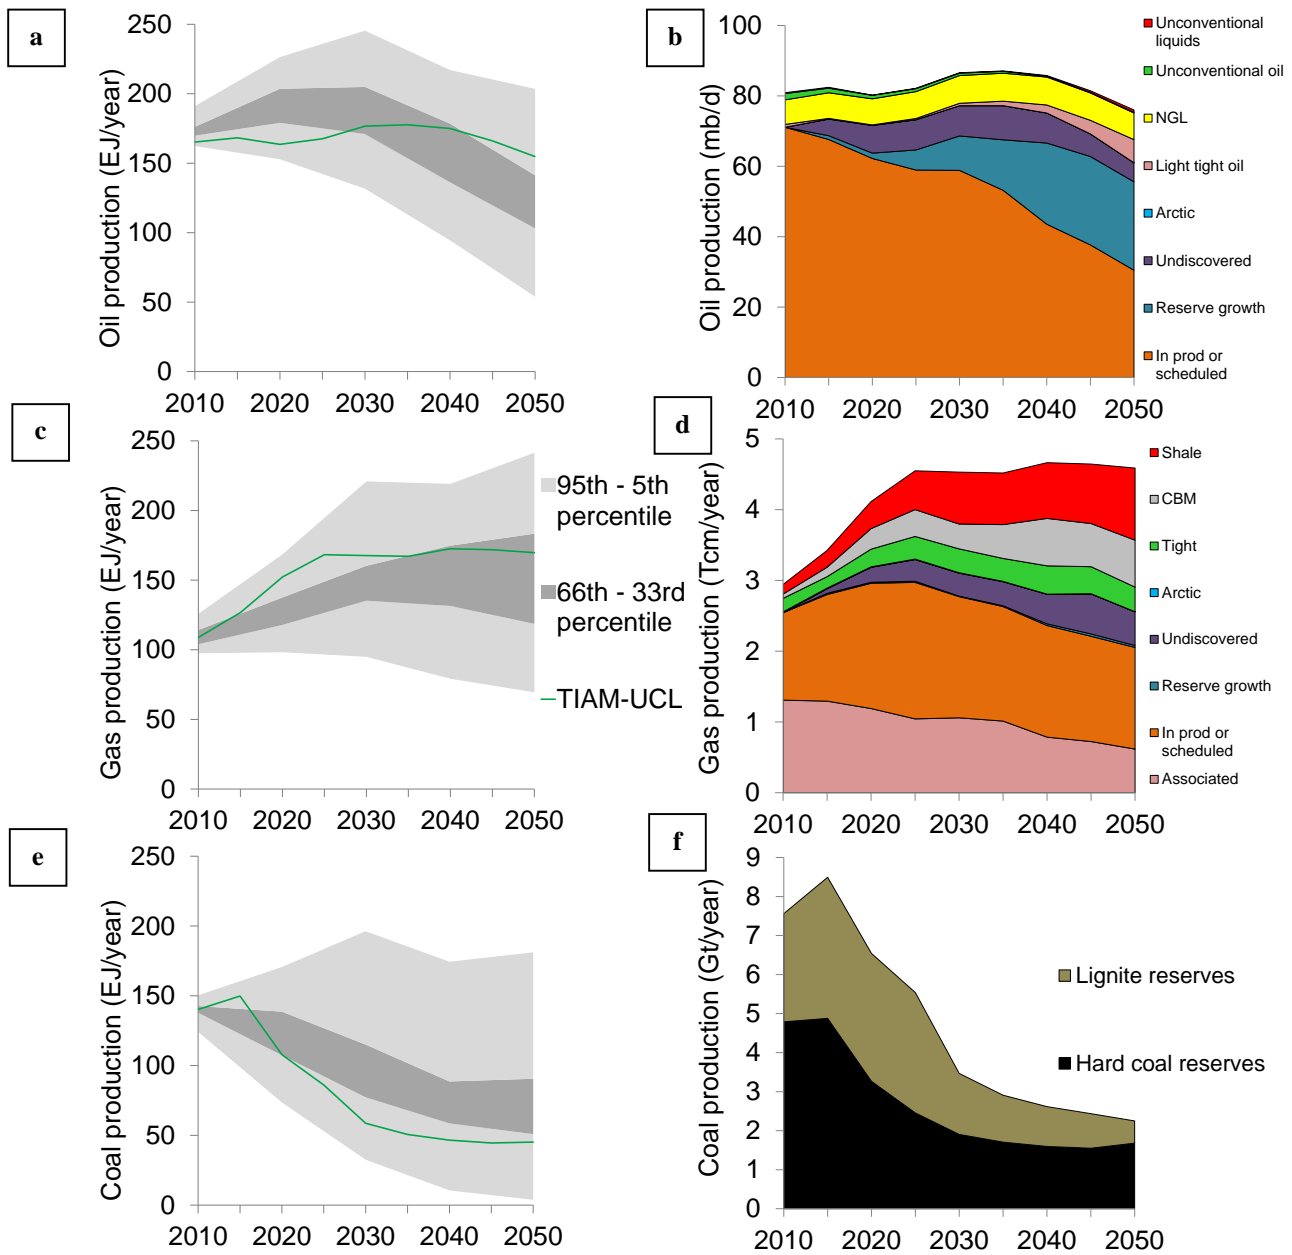 a
Oil production (EJ/year)
250
200
150
100
50
0
2010 2020 2030 2040 2050
b
Oil production (mb/d)
100
80
60
40
20
0
2010 2020 2030 2040 2050
Unconventional
liquids
Unconventional oil
NGL
Light tight oil
Arctic
Undiscovered
Reserve growth
In prod or
scheduled
c
Gas production (EJ/year)
250
200
150
100
50
0
2010 2020 2030 2040 2050
95th - 5th
percentile
66th - 33rd
percentile
TIAM-UCL
d
Gas production (Tcm/year)
5
4
3
2
1
0
2010 2020 2030 2040 2050
Shale
CBM
Tight
Arctic
Undiscovered
Reserve growth
In prod or
scheduled
Associated
e
Coal production (EJ/year)
250
200
150
100
50
0
2010 2020 2030 2040 2050
f
Coal production (Gt/year)
9
8
7
6
5
4
3
2
1
0
2010 2020 2030 2040 2050
Lignite reserves
Hard coal reserves